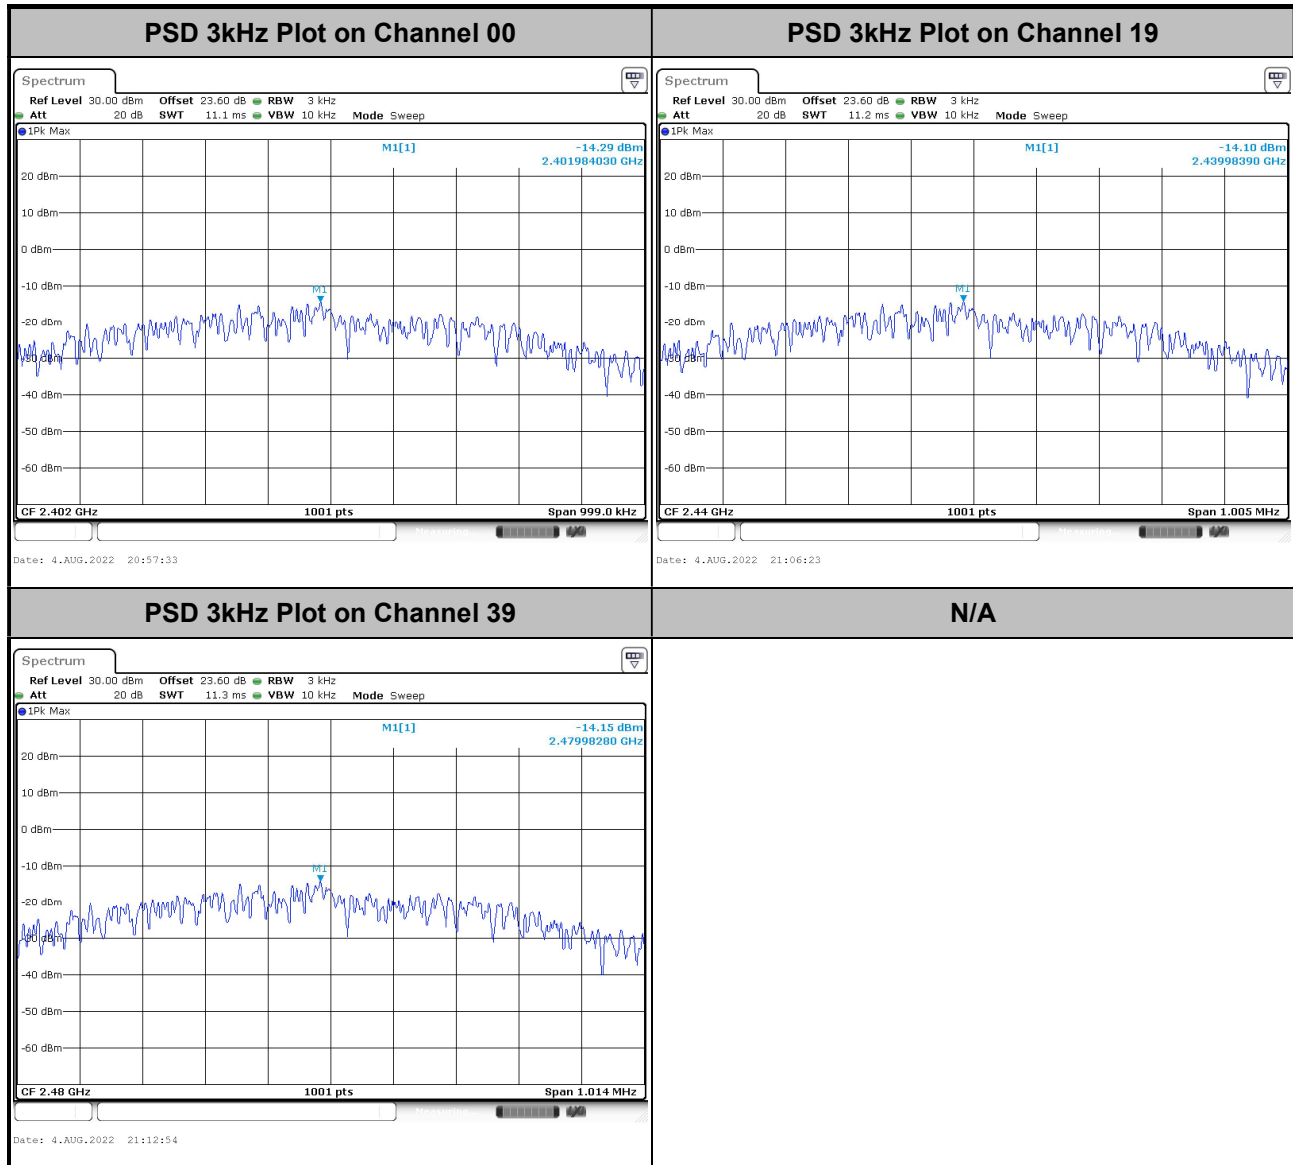 PSD 3kHz Plot on Channel 00
PSD 3kHz Plot on Channel 19
Spectrum
Ref Level 30.00 dBm Offset 23.60 dB RBW 3 kHz
Att 20 dB SWT 11.1 ms VBW 10 kHz Mode Sweep
1Pk Max
M1[1] -14.29 dBm
2.401984030 GHz
20 dBm
10 dBm
0 dBm
-10 dBm
M1
-20 dBm
-30 dBm
-40 dBm
-50 dBm
-60 dBm
CF 2.402 GHz 1001 pts Span 999.0 kHz
Measuring
Date: 4.AUG.2022 20:57:33
Spectrum
Ref Level 30.00 dBm Offset 23.60 dB RBW 3 kHz
Att 20 dB SWT 11.2 ms VBW 10 kHz Mode Sweep
1Pk Max
M1[1] -14.10 dBm
2.43998390 GHz
20 dBm
10 dBm
0 dBm
-10 dBm
M1
-20 dBm
-30 dBm
-40 dBm
-50 dBm
-60 dBm
CF 2.44 GHz 1001 pts Span 1.005 MHz
Measuring
Date: 4.AUG.2022 21:06:23
PSD 3kHz Plot on Channel 39
N/A
Spectrum
Ref Level 30.00 dBm Offset 23.60 dB RBW 3 kHz
Att 20 dB SWT 11.3 ms VBW 10 kHz Mode Sweep
1Pk Max
M1[1] -14.15 dBm
2.47998280 GHz
20 dBm
10 dBm
0 dBm
-10 dBm
M1
-20 dBm
-30 dBm
-40 dBm
-50 dBm
-60 dBm
CF 2.48 GHz 1001 pts Span 1.014 MHz
Measuring
Date: 4.AUG.2022 21:12:54